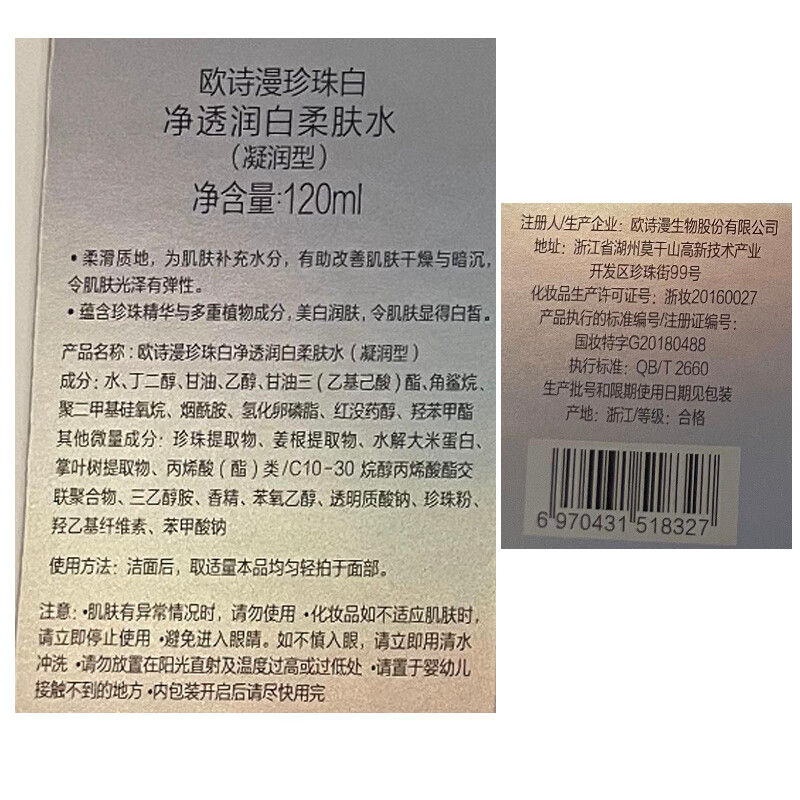 欧诗漫珍珠白
净透润白柔肤水
（凝润型）
净含量:120ml
•柔滑质地，为肌肤补充水分，有助改善肌肤干燥与暗沉，
令肌肤光泽有弹性。
•蕴含珍珠精华与多重植物成分，美白润肤，令肌肤显得白皙。
产品名称：欧诗漫珍珠白净透润白柔肤水（凝润型）
成分：水、丁二醇、甘油、乙醇、甘油三（乙基己酸）酯、角鲨烷、
聚二甲基硅氧烷、烟酰胺、氢化卵磷脂、红没药醇、羟苯甲酯
其他微量成分：珍珠提取物、姜根提取物、水解大米蛋白、
掌叶树提取物、丙烯酸（酯）类/C10-30 烷醇丙烯酸酯交
联聚合物、三乙醇胺、香精、苯氧乙醇、透明质酸钠、珍珠粉、
羟乙基纤维素、苯甲酸钠
使用方法：洁面后，取适量本品均匀轻拍于面部。
注意：•肌肤有异常情况时，请勿使用 •化妆品如不适应肌肤时，
请立即停止使用 •避免进入眼睛。如不慎入眼，请立即用清水
冲洗 •请勿放置在阳光直射及温度过高或过低处 •请置于婴幼儿
接触不到的地方 •内包装开启后请尽快用完
注册人/生产企业：欧诗漫生物股份有限公司
地址：浙江省湖州莫干山高新技术产业
开发区珍珠街99号
化妆品生产许可证号：浙妆20160027
产品执行的标准编号/注册证编号：
国妆特字G20180488
执行标准：QB/T 2660
生产批号和限期使用日期见包装
产地：浙江/等级：合格
6 970431 518327